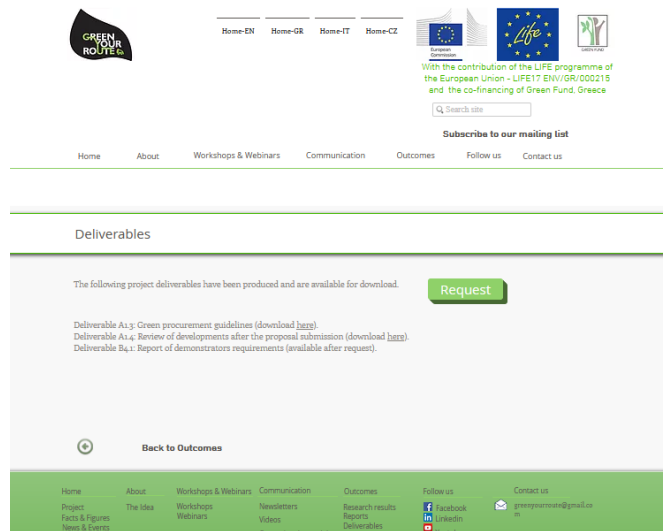 GREEN
YOUR
ROUTE
Home-EN
Home-GR
Home-IT
Home-CZ
European
Commission
Life
GREEN FUND
With the contribution of the LIFE programme of
the European Union - LIFE17 ENV/GR/000215
and the co-financing of Green Fund, Greece
Search site
Subscribe to our mailing list
Home
About
Workshops & Webinars
Communication
Outcomes
Follow us
Contact us
Deliverables
The following project deliverables have been produced and are available for download.
Request
Deliverable A1.3: Green procurement guidelines (download here).
Deliverable A1.4: Review of developments after the proposal submission (download here).
Deliverable B4.1: Report of demonstrators requirements (available after request).
Back to Outcomes
Home
About
Workshops & Webinars
Communication
Outcomes
Follow us
Contact us
Project
Facts & Figures
News & Events
The Idea
Workshops
Webinars
Newsletters
Videos
Research results
Reports
Deliverables
Facebook
Linkedin
greenyourroute@gmail.co
m